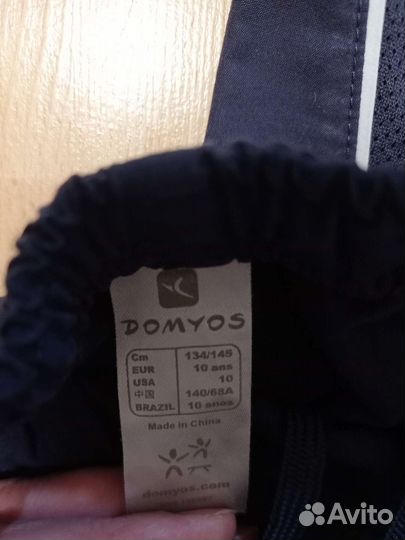 DOMYOS
Cm 134/145
EUR 10 ans
USA 10
中国 140/68A
BRAZIL 10 anos
Made in China
domyos.com
Avito